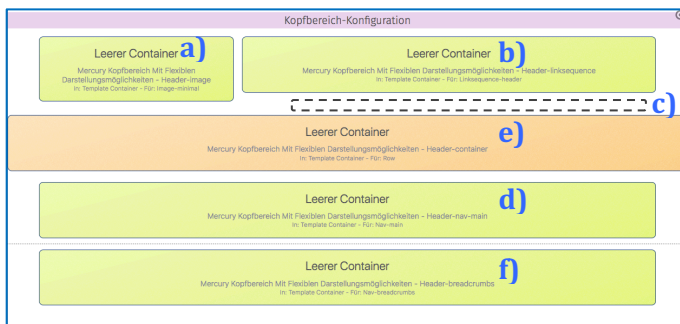 Kopfbereich-Konfiguration
Leerer Container a)
Mercury Kopfbereich Mit Flexiblen
Darstellungsmöglichkeiten - Header-image
In: Template Container - Für: Image-minimal
Leerer Container b)
Mercury Kopfbereich Mit Flexiblen Darstellungsmöglichkeiten - Header-linksequence
In: Template Container - Für: Linksequence-header
c)
Leerer Container e)
Mercury Kopfbereich Mit Flexiblen Darstellungsmöglichkeiten - Header-container
In: Template Container - Für: Row
Leerer Container d)
Mercury Kopfbereich Mit Flexiblen Darstellungsmöglichkeiten - Header-nav-main
In: Template Container - Für: Nav-main
Leerer Container f)
Mercury Kopfbereich Mit Flexiblen Darstellungsmöglichkeiten - Header-breadcrumbs
In: Template Container - Für: Nav-breadcrumbs